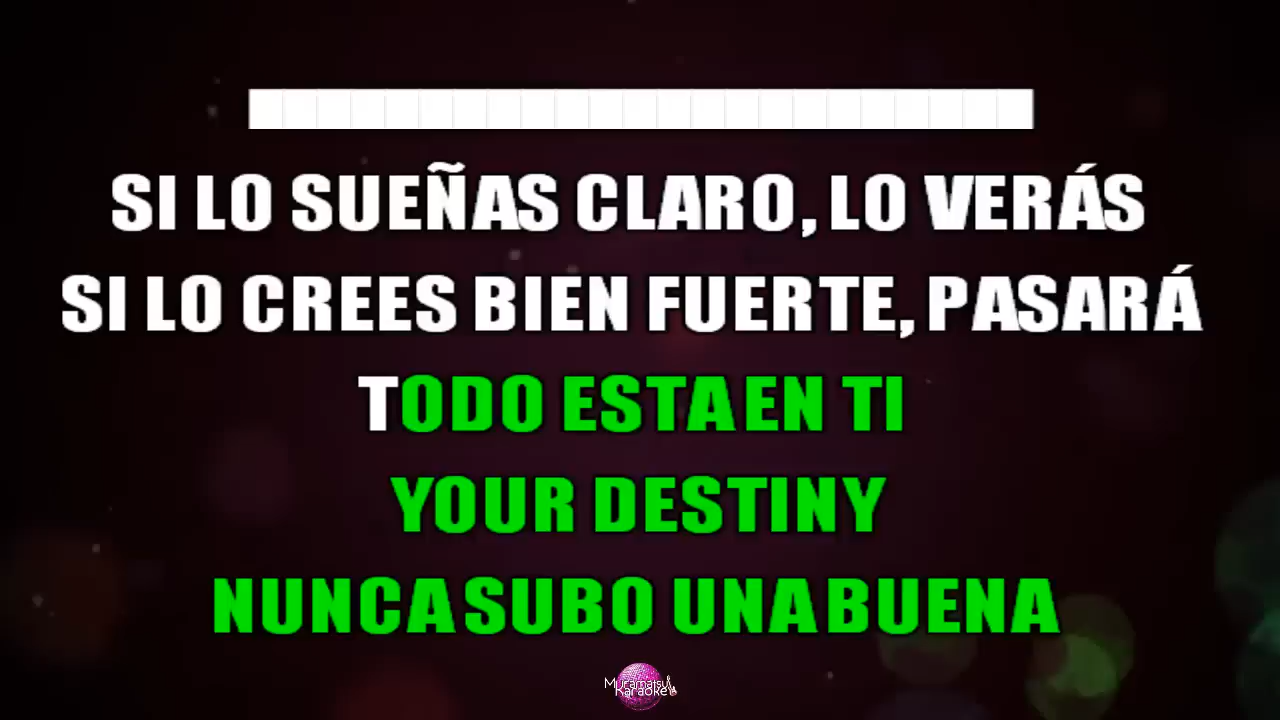 SI LO SUEÑAS CLARO, LO VERÁS
SI LO CREES BIEN FUERTE, PASARÁ
TODO ESTA EN TI
YOUR DESTINY
NUNCA SUBO UNA BUENA
Muramatsu
Karaoke